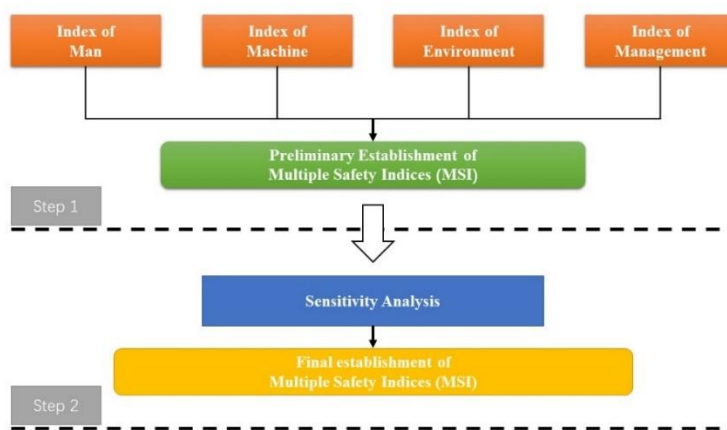 Index of
Man
Index of
Machine
Index of
Environment
Index of
Management
Preliminary Establishment of
Multiple Safety Indices (MSI)
Step 1
Sensitivity Analysis
Final establishment of
Multiple Safety Indices (MSI)
Step 2